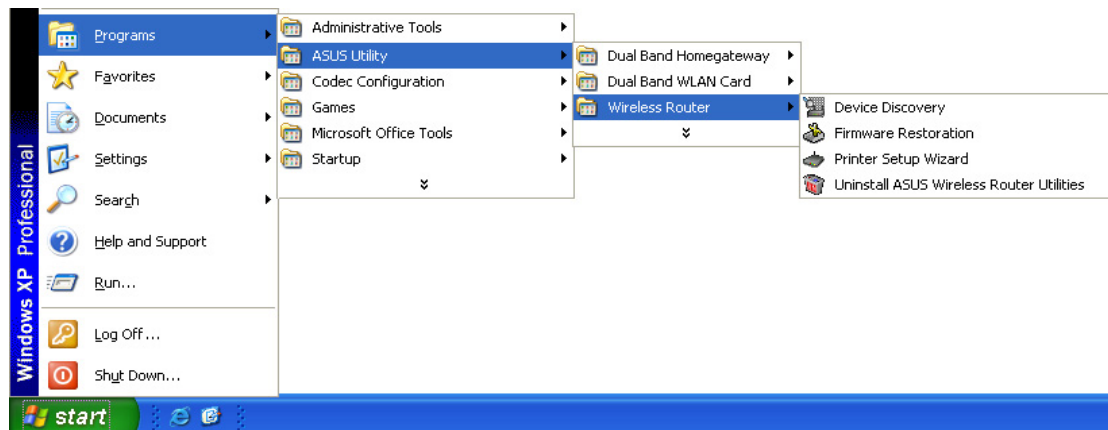 Programs
Favorites
Documents
Settings
Search
Help and Support
Run...
Log Off...
Shut Down...
Windows XP Professional
start
Administrative Tools
ASUS Utility
Codec Configuration
Games
Microsoft Office Tools
Startup
Dual Band Homegateway
Dual Band WLAN Card
Wireless Router
Device Discovery
Firmware Restoration
Printer Setup Wizard
Uninstall ASUS Wireless Router Utilities